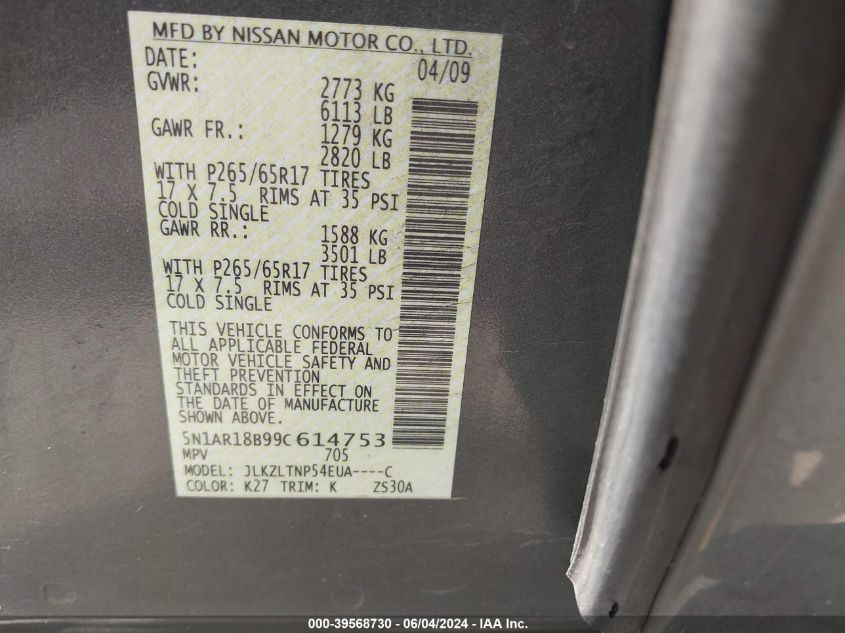 MFD BY NISSAN MOTOR CO., LTD.
DATE: 04/09
GVWR: 2773 KG
6113 LB
GAWR FR.: 1279 KG
2820 LB
WITH P265/65R17 TIRES
17 X 7.5 RIMS AT 35 PSI
COLD SINGLE
GAWR RR.: 1588 KG
3501 LB
WITH P265/65R17 TIRES
17 X 7.5 RIMS AT 35 PSI
COLD SINGLE
THIS VEHICLE CONFORMS TO
ALL APPLICABLE FEDERAL
MOTOR VEHICLE SAFETY AND
THEFT PREVENTION
STANDARDS IN EFFECT ON
THE DATE OF MANUFACTURE
SHOWN ABOVE.
5N1AR18B99C614753
MPV 705
MODEL: JLKZLTNP54EUA----C
COLOR: K27 TRIM: K ZS30A
000-39568730 - 06/04/2024 - IAA Inc.